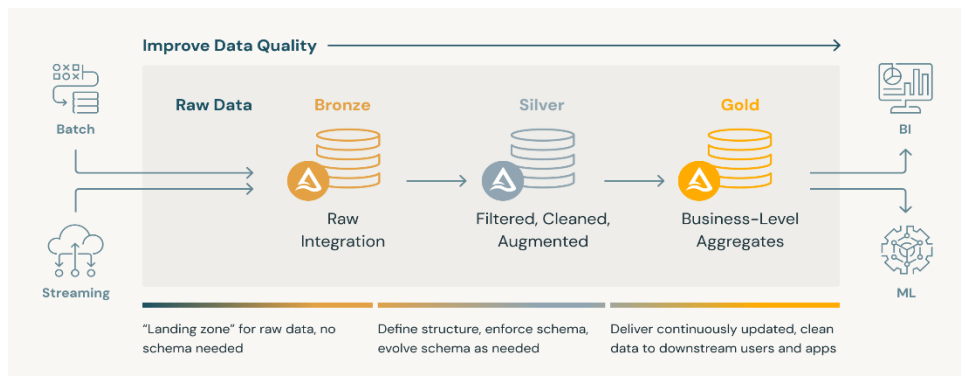 Improve Data Quality
Batch
Streaming
Raw Data
Bronze
Silver
Gold
Raw
Integration
Filtered, Cleaned,
Augmented
Business-Level
Aggregates
BI
ML
“Landing zone” for raw data, no
schema needed
Define structure, enforce schema,
evolve schema as needed
Deliver continuously updated, clean
data to downstream users and apps